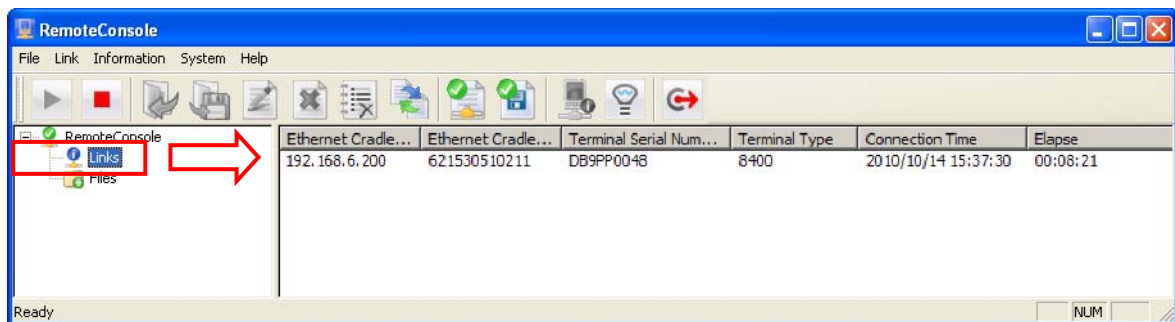 RemoteConsole
File Link Information System Help
RemoteConsole
Links
Files
Ethernet Cradle... Ethernet Cradle... Terminal Serial Num... Terminal Type Connection Time Elapse
192.168.6.200 621530510211 DB9PP0048 8400 2010/10/14 15:37:30 00:08:21
Ready NUM